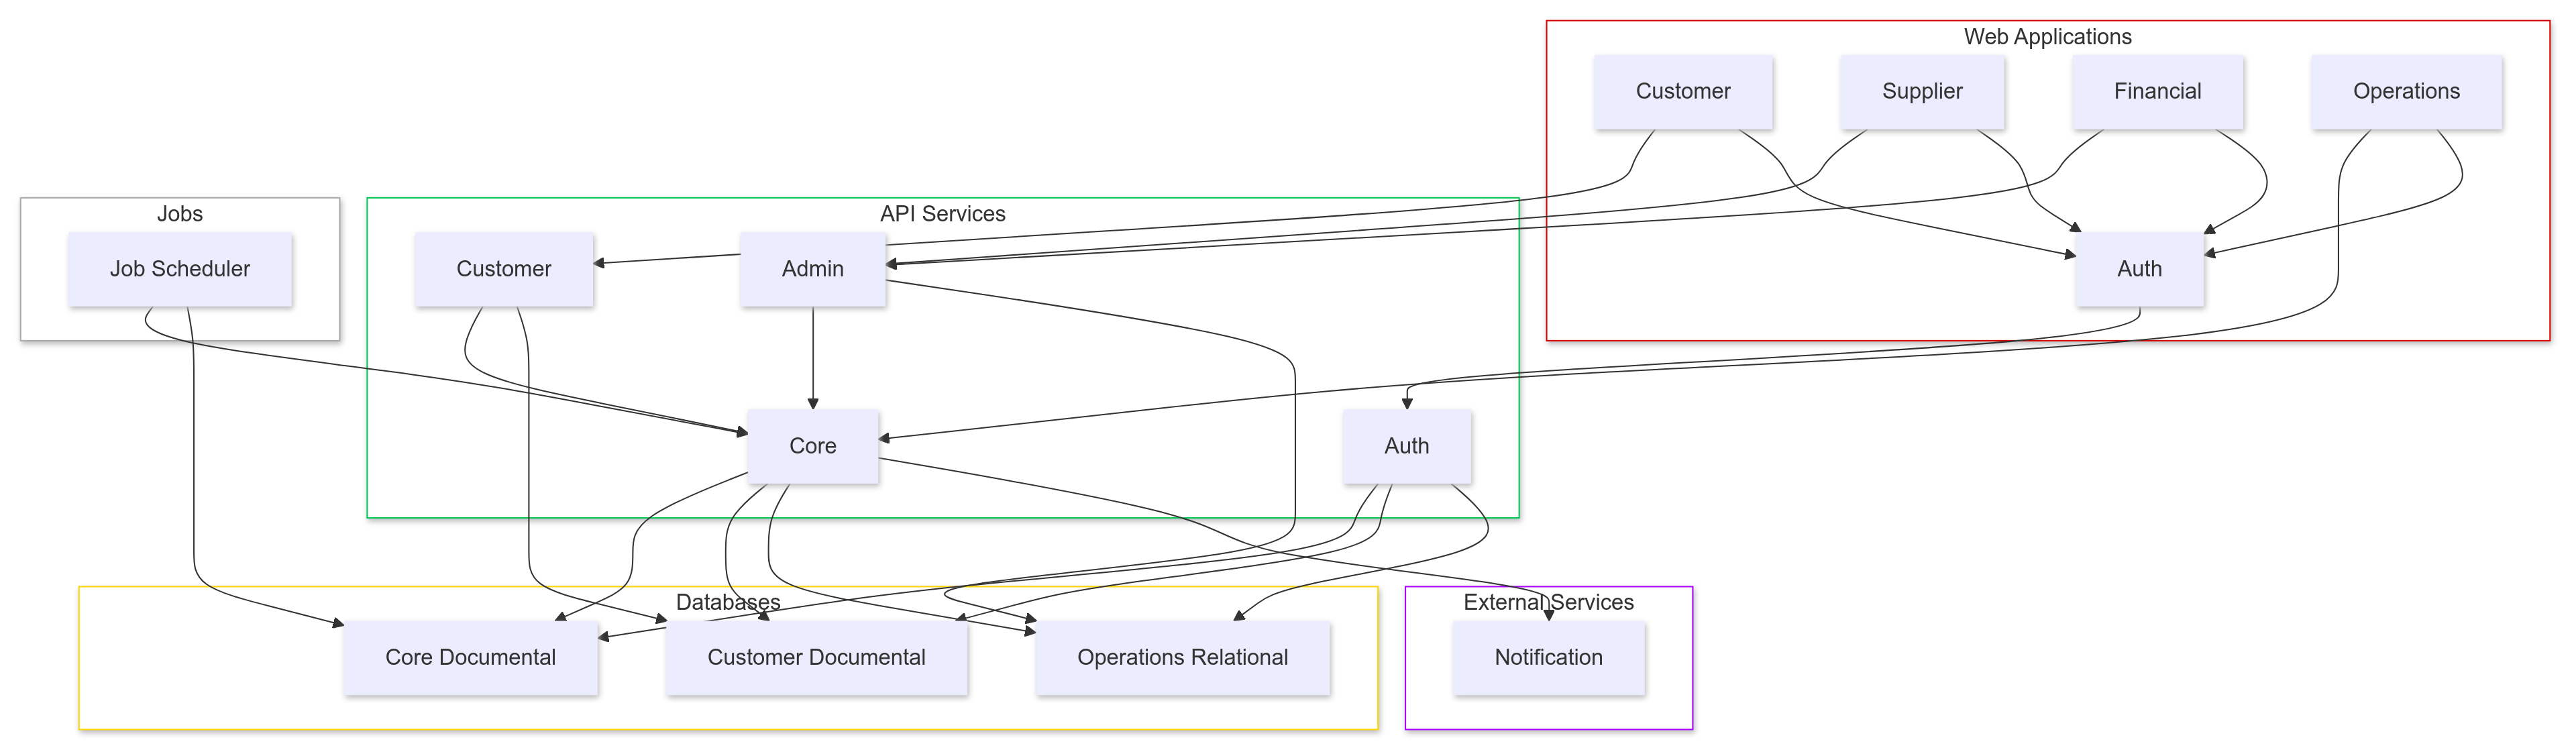 Web Applications
Customer
Supplier
Financial
Operations
Auth
Jobs
Job Scheduler
API Services
Customer
Admin
Core
Auth
Databases
Core Documental
Customer Documental
Operations Relational
External Services
Notification